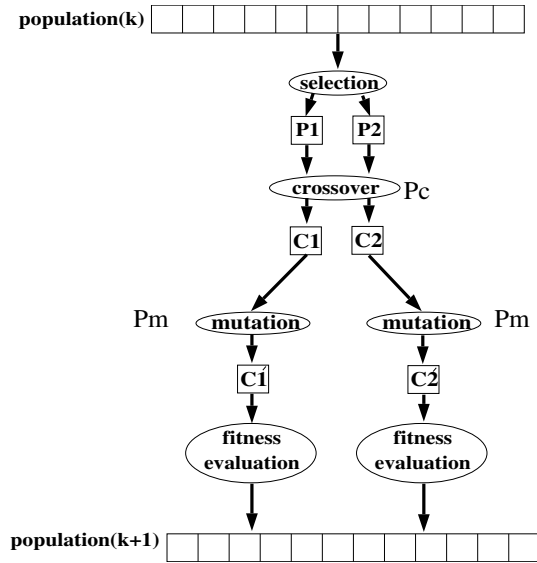 population(k)
selection
P1 P2
crossover Pc
C1 C2
Pm mutation mutation Pm
C1́ C2́
fitness fitness
evaluation evaluation
population(k+1)